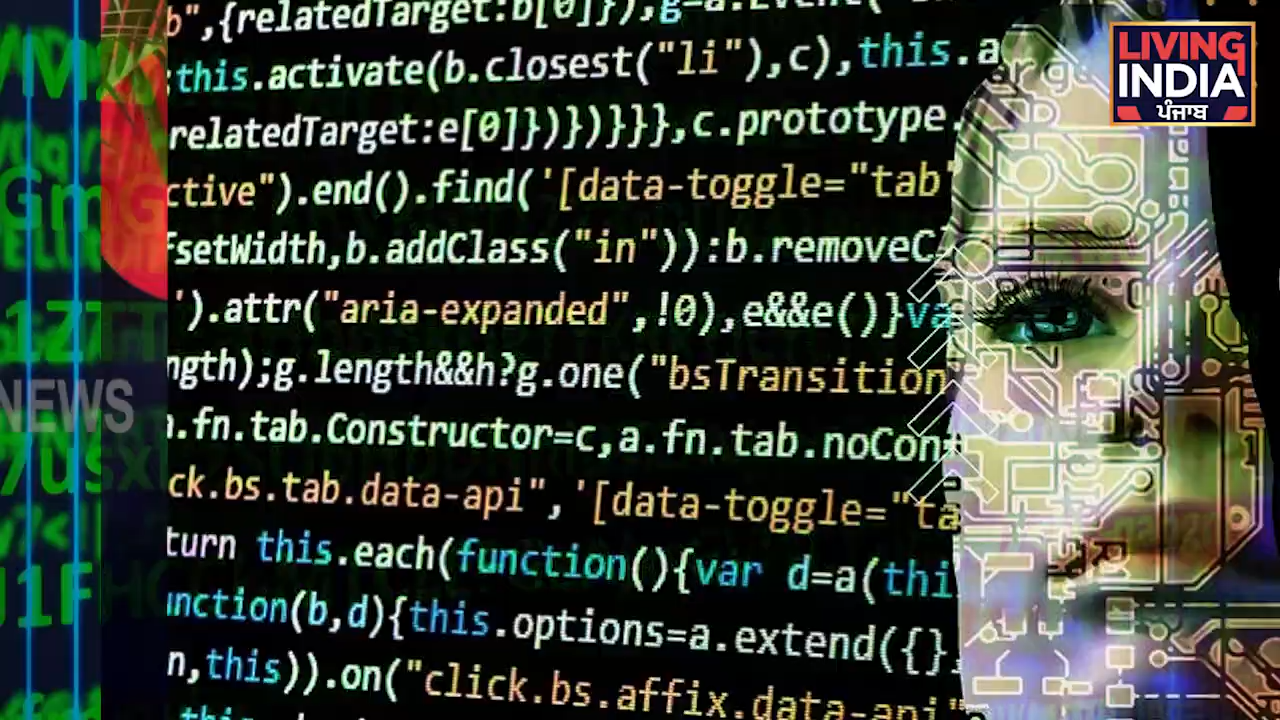 b",{relatedTarget:b[0]}),g=a.Event("
;this.activate(b.closest("li"),c),this.a
relatedTarget:e[0]})})}}},c.prototype.
ctive").end().find('[data-toggle="tab'
fsetWidth,b.addClass("in")):b.removeC
').attr("aria-expanded",!0),e&&e()}va
ngth);g.length&&h?g.one("bsTransition
.fn.tab.Constructor=c,a.fn.tab.noCon
ck.bs.tab.data-api",'[data-toggle="ta
turn this.each(function(){var d=a(thi
unction(b,d){this.options=a.extend({},
n,this)).on("click.bs.affix.data-api"
LIVING
INDIA
ਪੰਜਾਬ
NEWS